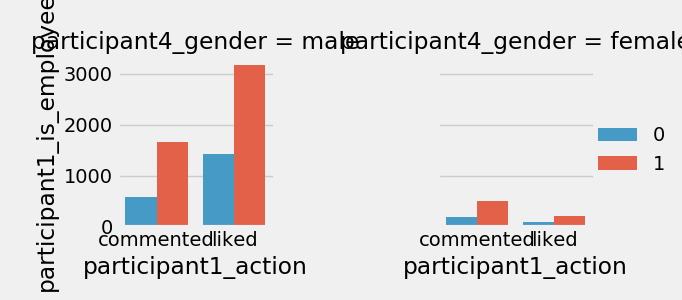 participant4_gender = male
participant4_gender = female
participant1_is_employee
3000
2000
1000
0
commented
liked
commented
liked
participant1_action
participant1_action
0
1